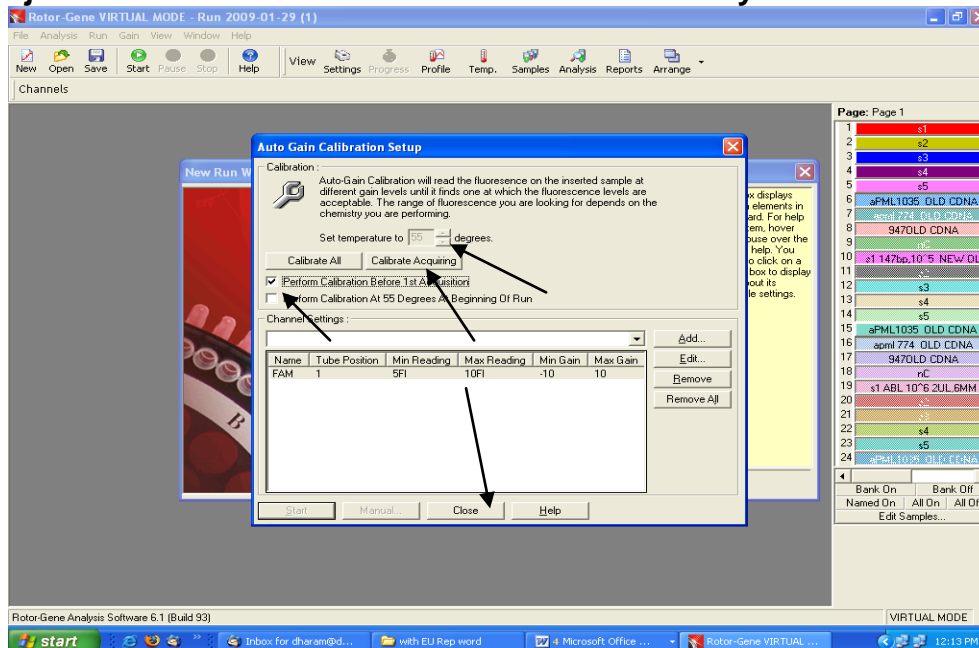 Rotor-Gene VIRTUAL MODE - Run 2009-01-29 (1)
File Analysis Run Gain View Window Help
New Open Save Start Pause Stop Help View Settings Progress Profile Temp. Samples Analysis Reports Arrange
Channels
Page: Page 1
1 s1
2 s2
3 s3
4 s4
5 s5
6 aPML1035 OLD CDNA
7 apml 774 OLD CDNA
8 947OLD CDNA
9 nC
10 s1 147bp,10^5 NEW OL
11
12 s3
13 s4
14 s5
15 aPML1035 OLD CDNA
16 apml 774 OLD CDNA
17 947OLD CDNA
18 nC
19 s1 ABL 10^6 2UL,6MM
20
21
22 s4
23 s5
24 aPML1035 OLD CDNA
Bank On Bank Off
Named On All On All Of
Edit Samples...
New Run W
Auto Gain Calibration Setup
Calibration :
Auto-Gain Calibration will read the fluoresence on the inserted sample at
different gain levels until it finds one at which the fluorescence levels are
acceptable. The range of fluorescence you are looking for depends on the
chemistry you are performing.
Set temperature to 55 degrees.
Calibrate All Calibrate Acquiring
Perform Calibration Before 1st Acquisition
Perform Calibration At 55 Degrees At Beginning Of Run
Channel Settings :
Add...
Name Tube Position Min Reading Max Reading Min Gain Max Gain
FAM 1 5Fl 10Fl -10 10
Edit...
Remove
Remove All
Start Manual... Close Help
ox displays
elements in
ard. For help
em, hover
ouse over the
help. You
o click on a
box to display
out its
le settings.
Rotor-Gene Analysis Software 6.1 (Build 93)
VIRTUAL MODE
start Inbox for dharam@d... with EU Rep word 4 Microsoft Office ... Rotor-Gene VIRTUAL ... 12:13 PM